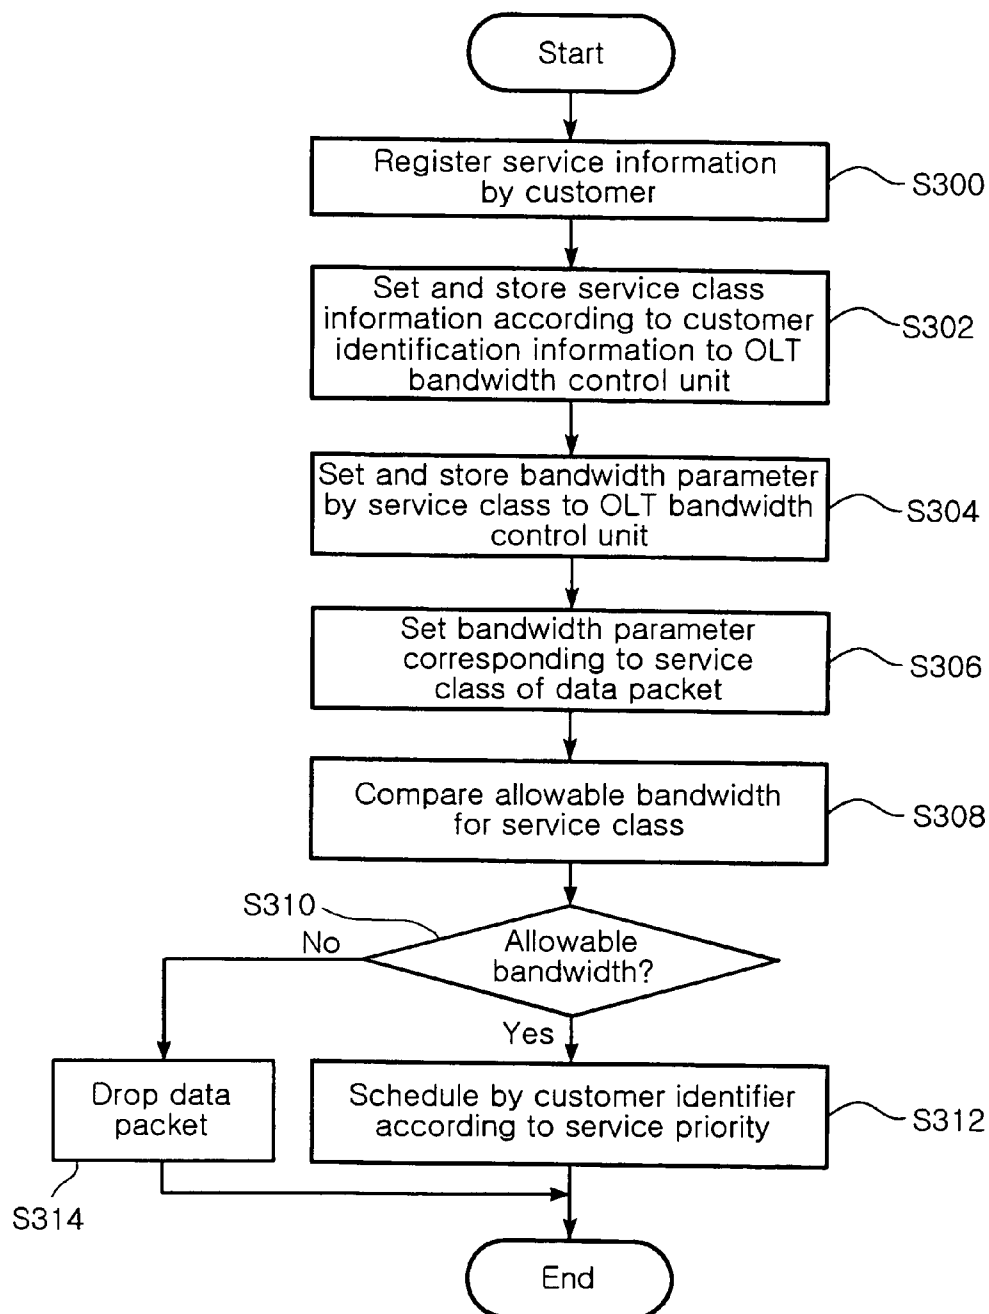 Start
Register service information
by customer
S300
Set and store service class
information according to customer
identification information to OLT
bandwidth control unit
S302
Set and store bandwidth parameter
by service class to OLT bandwidth
control unit
S304
Set bandwidth parameter
corresponding to service
class of data packet
S306
Compare allowable bandwidth
for service class
S308
S310
Allowable
bandwidth?
No
Yes
Drop data
packet
S314
Schedule by customer identifier
according to service priority
S312
End